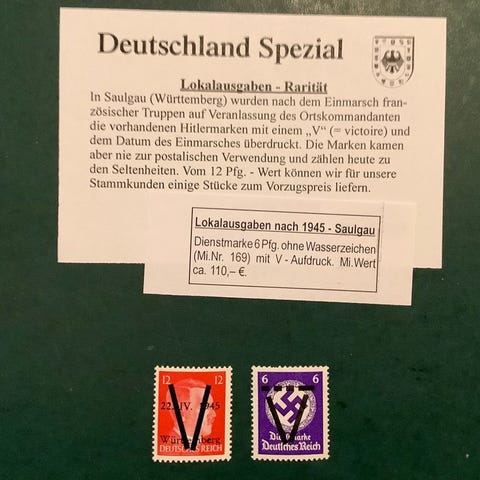 Deutschland Spezial
Lokalausgaben - Rarität
In Saulgau (Württemberg) wurden nach dem Einmarsch fran-
zösischer Truppen auf Veranlassung des Ortskommandanten
die vorhandenen Hitlermarken mit einem „V“ (= victoire) und
dem Datum des Einmarsches überdruckt. Die Marken kamen
aber nie zur postalischen Verwendung und zählen heute zu
den Seltenheiten. Vom 12 Pfg. - Wert können wir für unsere
Stammkunden einige Stücke zum Vorzugspreis liefern.
Lokalausgaben nach 1945 - Saulgau
Dienstmarke 6 Pfg. ohne Wasserzeichen
(Mi.Nr. 169) mit V - Aufdruck. Mi.Wert
ca. 110,– €.
12 12
22. IV. 1945
V
Württemberg
DEUTSCHES REICH
6 6
V
Dienstmarke
Deutsches Reich